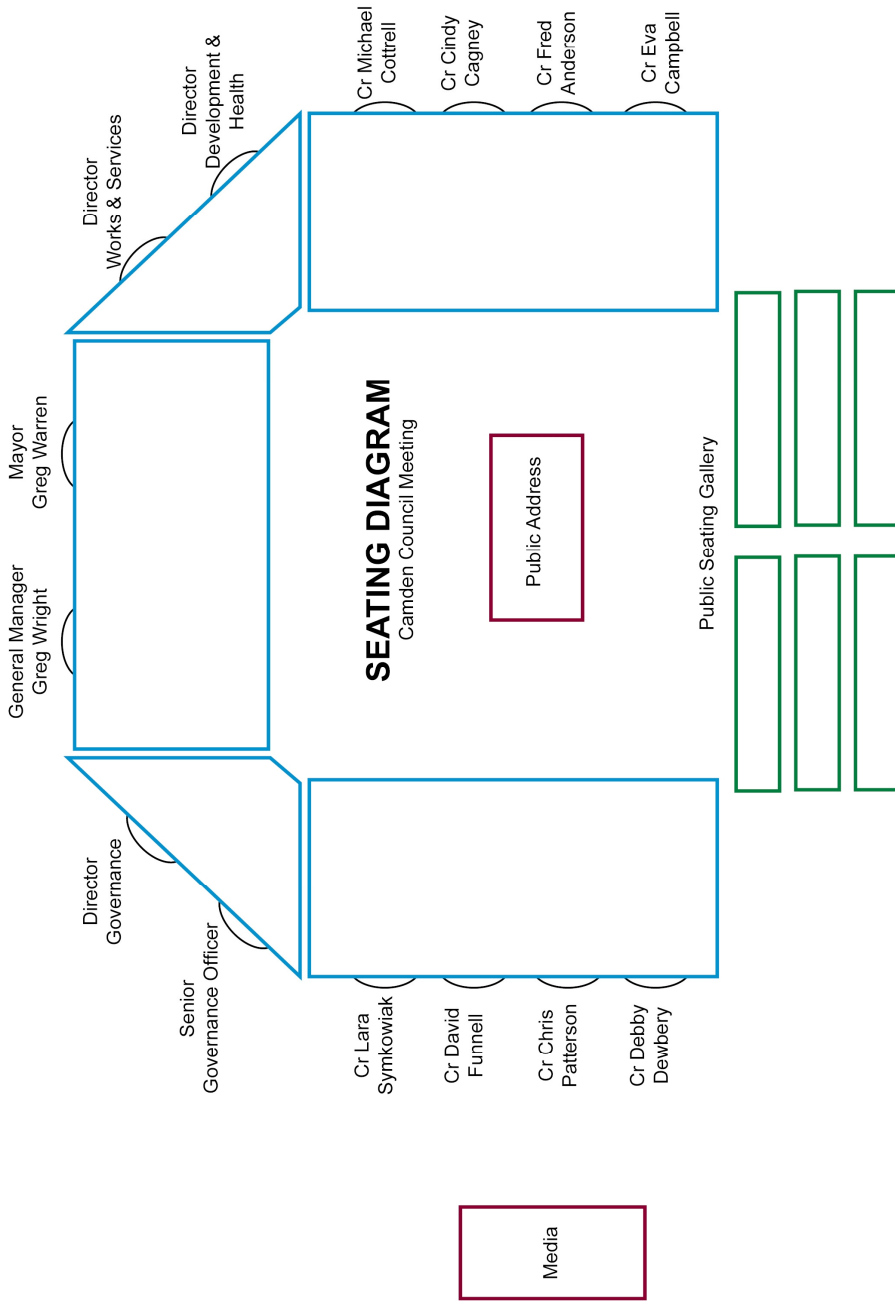 General Manager
Greg Wright
Mayor
Greg Warren
Director
Governance
Director
Works & Services
Senior
Governance Officer
Director
Development &
Health
SEATING DIAGRAM
Camden Council Meeting
Cr Lara
Symkowiak
Cr David
Funnell
Cr Chris
Patterson
Cr Debby
Dewbery
Cr Michael
Cottrell
Cr Cindy
Cagney
Cr Fred
Anderson
Cr Eva
Campbell
Media
Public Address
Public Seating Gallery